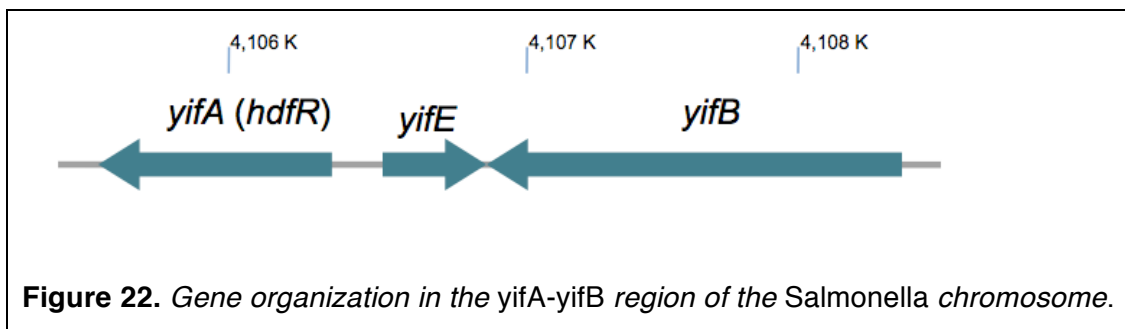 4,106 K 4,107 K 4,108 K
yifA (hdfR) yifE yifB
Figure 22. Gene organization in the yifA-yifB region of the Salmonella chromosome.